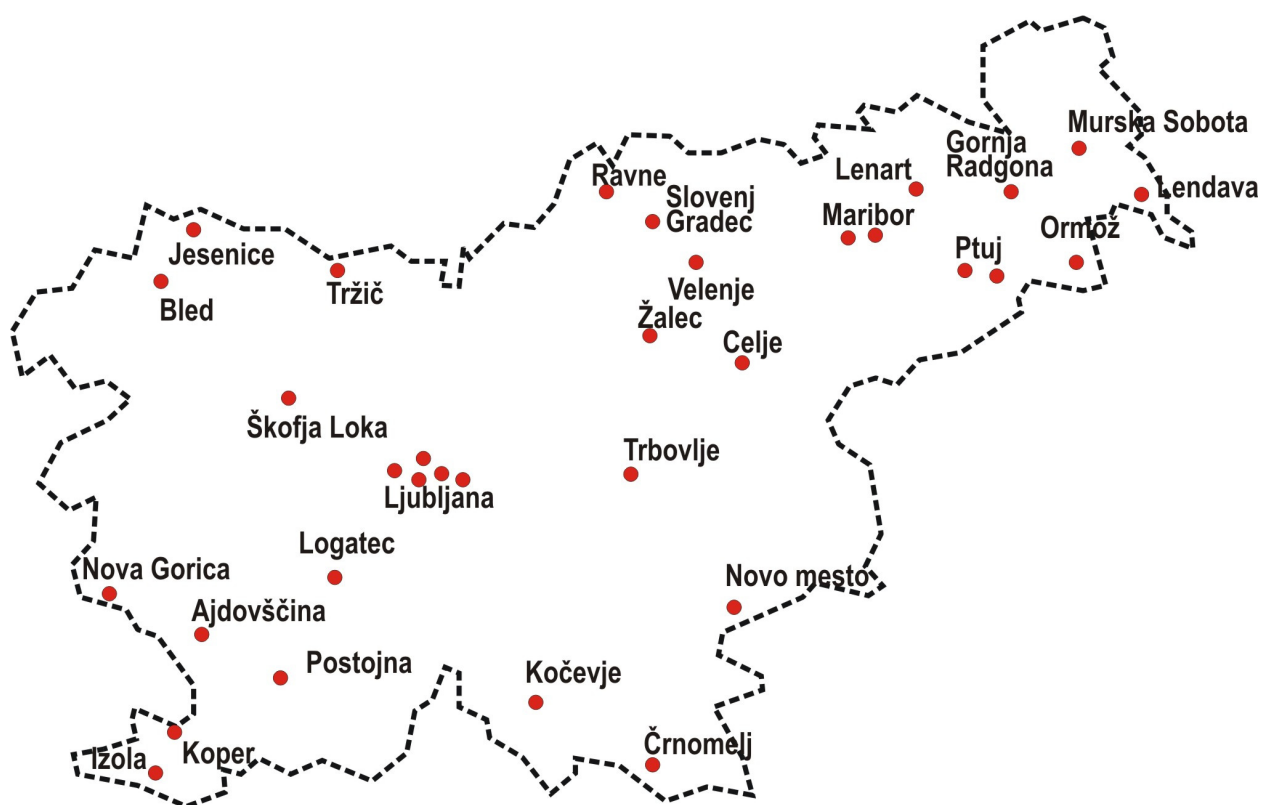 Murska Sobota
Gornja
Radgona
Lenart
Ravne
Slovenj
Gradec
Lendava
Maribor
Ormož
Ptuj
Jesenice
Velenje
Tržič
Bled
Žalec
Celje
Škofja Loka
Trbovlje
Ljubljana
Logatec
Nova Gorica
Novo mesto
Ajdovščina
Postojna
Kočevje
Črnomelj
Koper
Izola